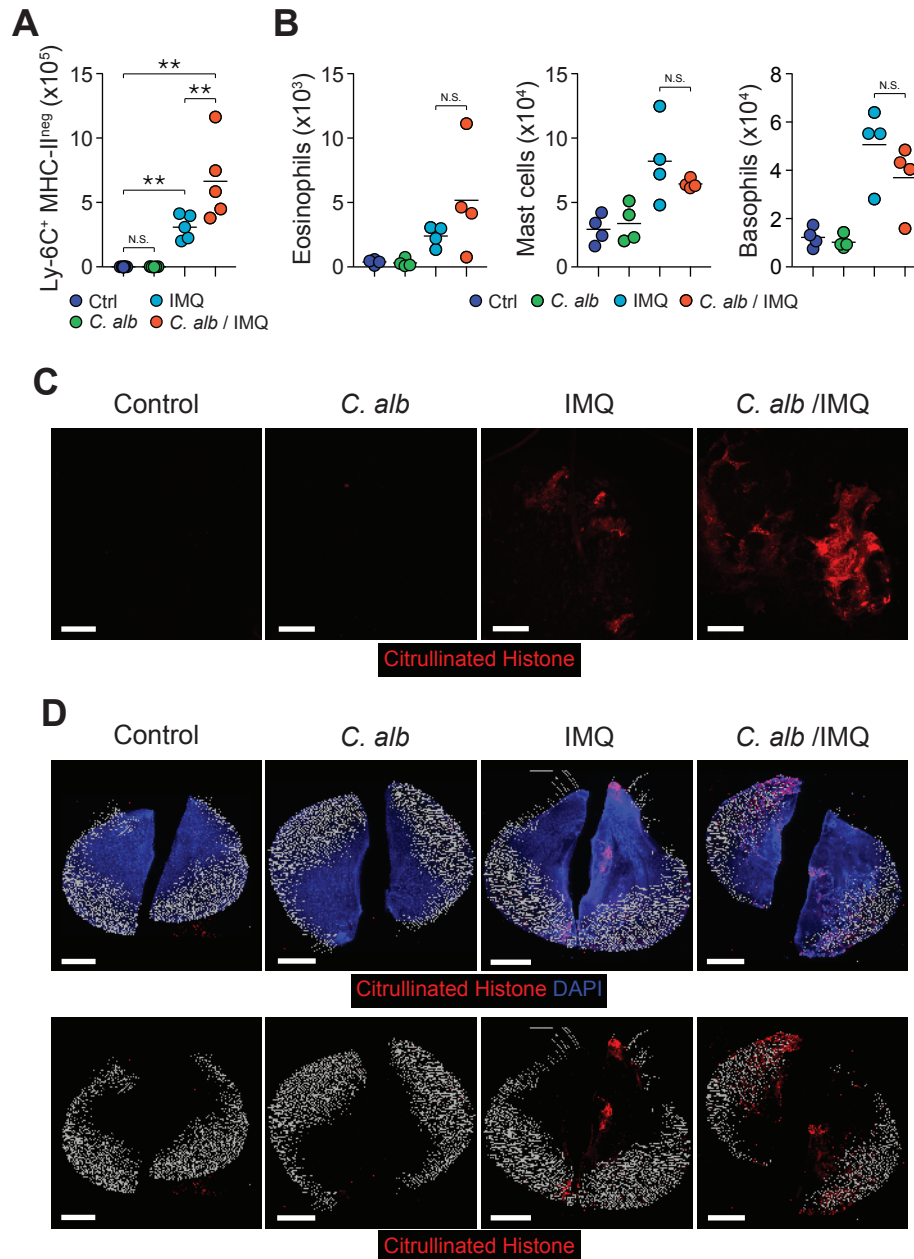 A
B
Ly-6C⁺ MHC-IIⁿᵉᵍ (x10⁵)
15
10
5
0
**
**
**
N.S.
Eosinophils (x10³)
15
10
5
0
N.S.
Mast cells (x10⁴)
15
10
5
0
N.S.
Basophils (x10⁴)
8
6
4
2
0
N.S.
Ctrl IMQ
C. alb C. alb / IMQ
Ctrl C. alb IMQ C. alb / IMQ
C
Control C. alb IMQ C. alb /IMQ
Citrullinated Histone
D
Control C. alb IMQ C. alb /IMQ
Citrullinated Histone DAPI
Citrullinated Histone